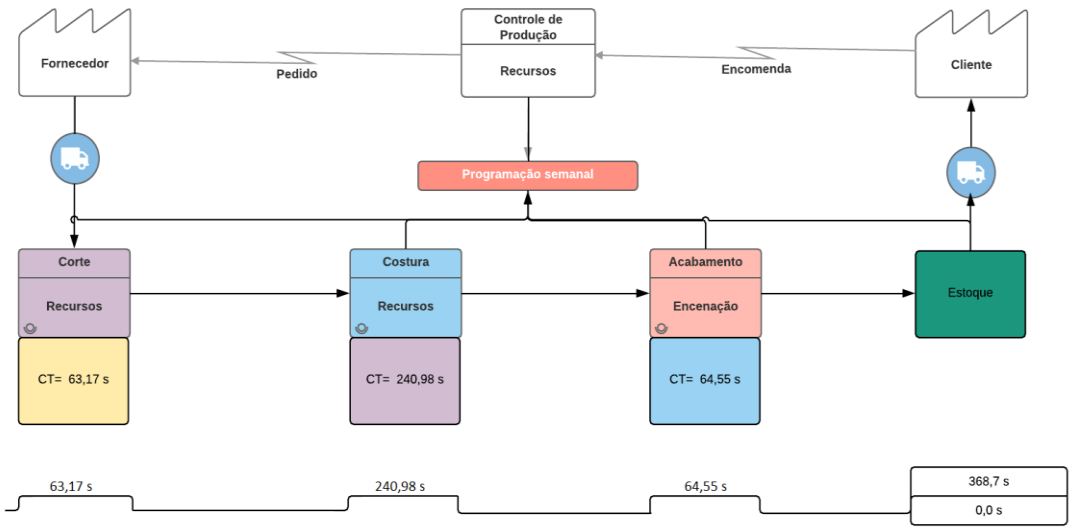 Controle de
Produção
Recursos
Fornecedor
Pedido
Encomenda
Cliente
Programação semanal
Corte
Recursos
Costura
Recursos
Acabamento
Encenação
Estoque
CT= 63,17 s
CT= 240,98 s
CT= 64,55 s
63,17 s
240,98 s
64,55 s
368,7 s
0,0 s